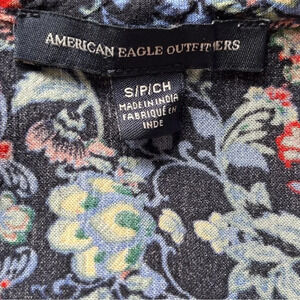 AMERICAN EAGLE OUTFITTERS
S/P/CH
MADE IN INDIA
FABRIQUÉ EN
INDE